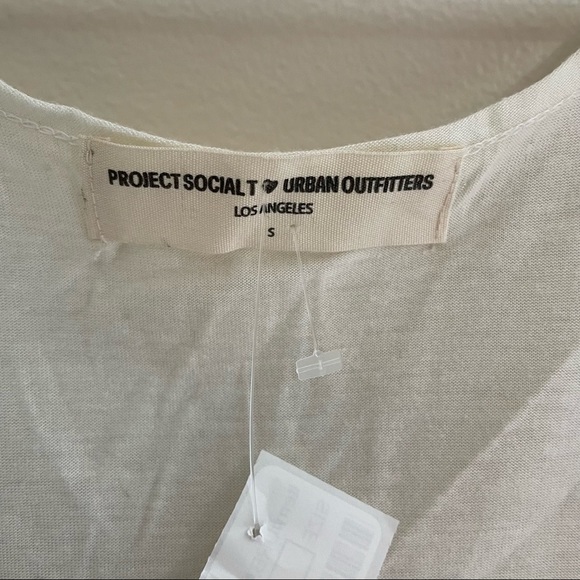 PROJECT SOCIAL T ♥ URBAN OUTFITTERS
LOS ANGELES
S